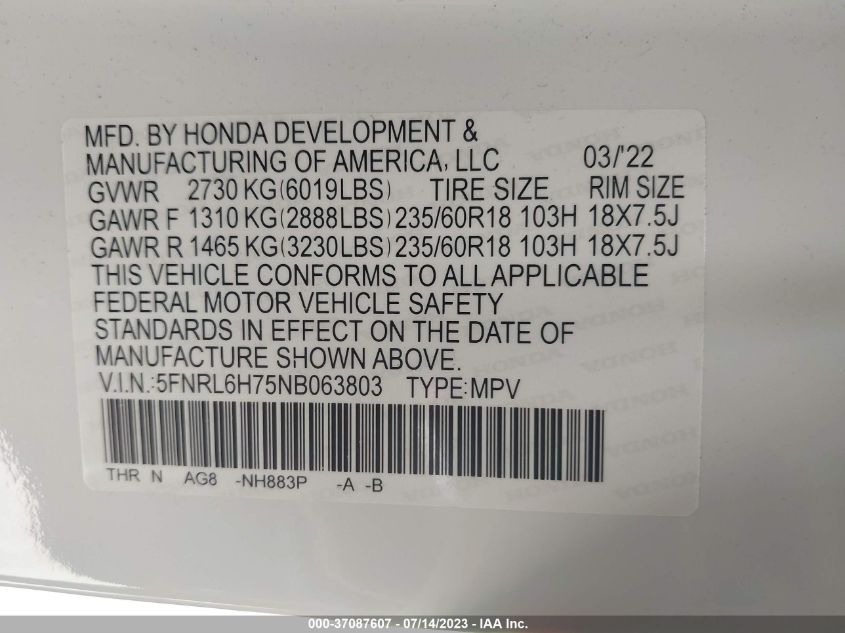 MFD. BY HONDA DEVELOPMENT &
MANUFACTURING OF AMERICA, LLC 03/'22
GVWR 2730 KG(6019LBS) TIRE SIZE RIM SIZE
GAWR F 1310 KG(2888LBS) 235/60R18 103H 18X7.5J
GAWR R 1465 KG(3230LBS) 235/60R18 103H 18X7.5J
THIS VEHICLE CONFORMS TO ALL APPLICABLE
FEDERAL MOTOR VEHICLE SAFETY
STANDARDS IN EFFECT ON THE DATE OF
MANUFACTURE SHOWN ABOVE.
V.I.N.:5FNRL6H75NB063803 TYPE:MPV
THR N AG8 -NH883P -A -B
000-37087607 - 07/14/2023 - IAA Inc.